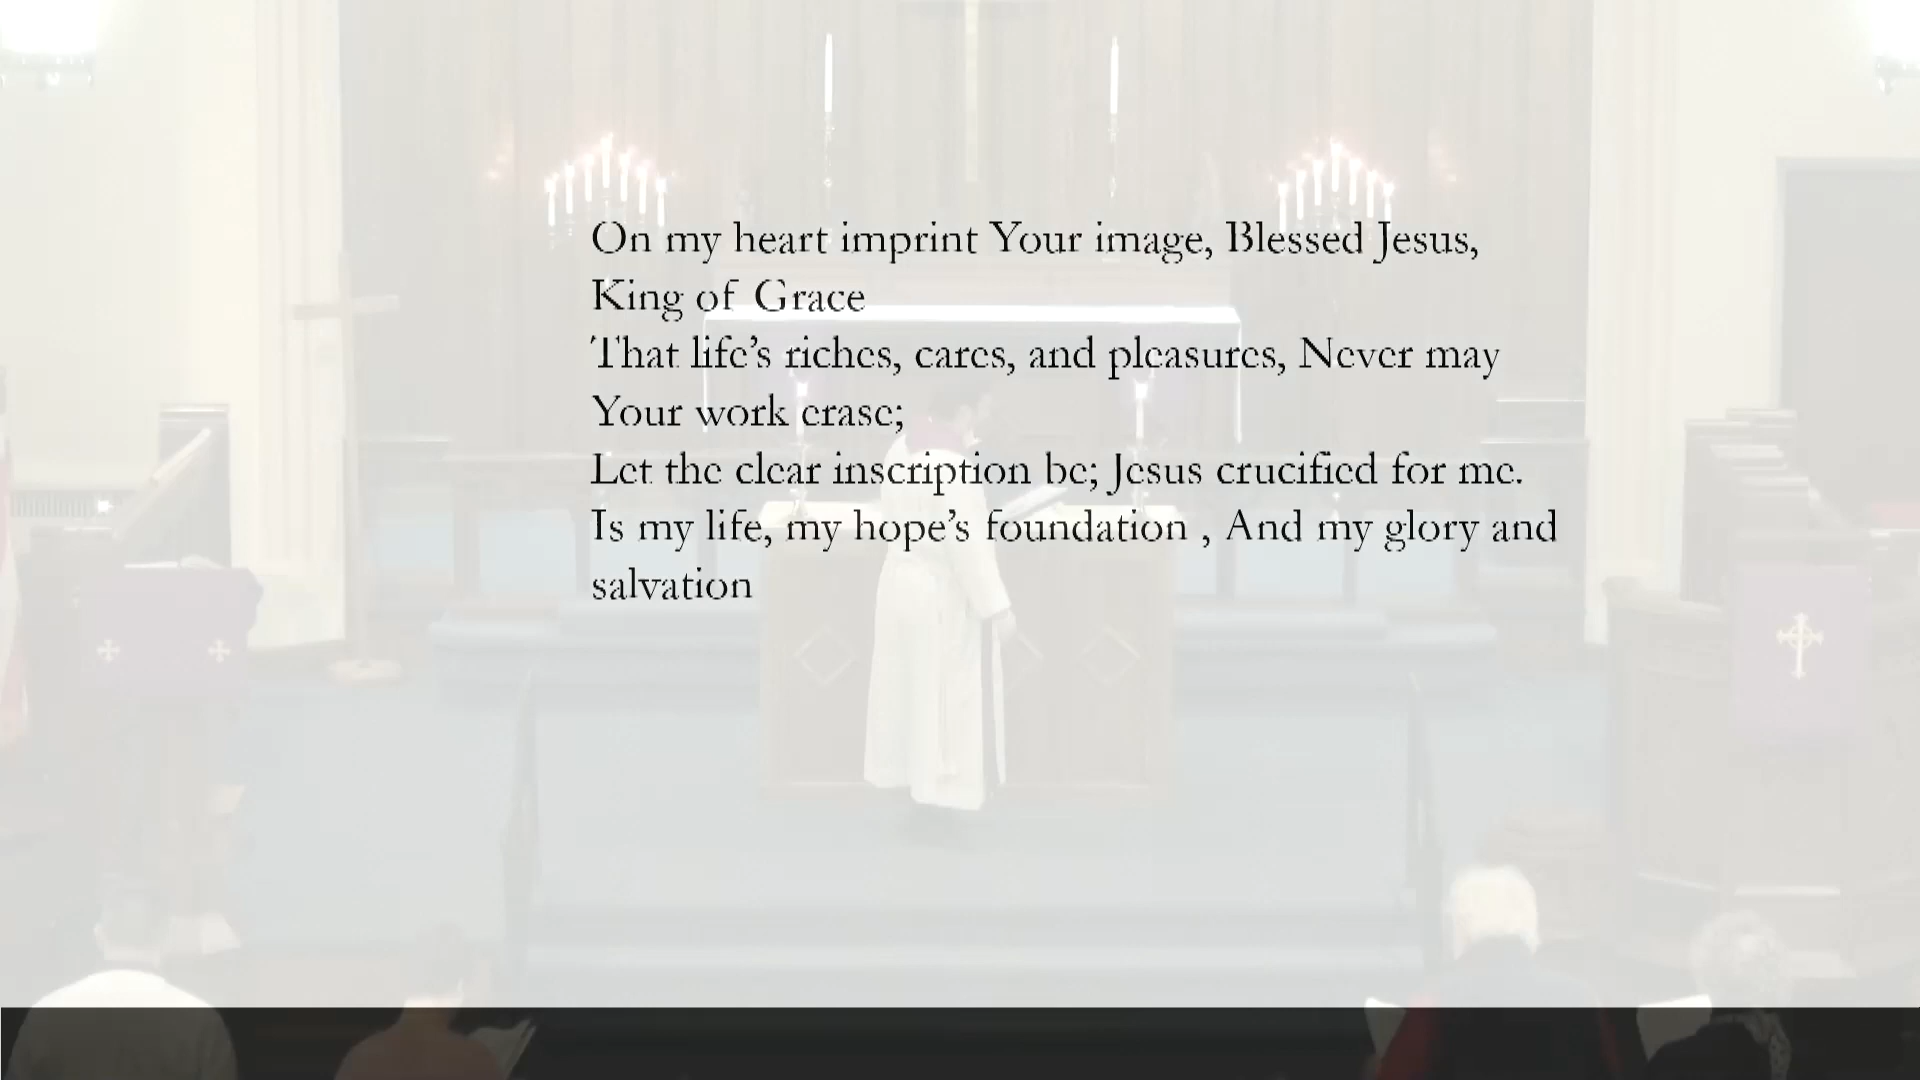 On my heart imprint Your image, Blessed Jesus,
King of Grace
That life’s riches, cares, and pleasures, Never may
Your work erase;
Let the clear inscription be; Jesus crucified for me.
Is my life, my hope’s foundation , And my glory and
salvation